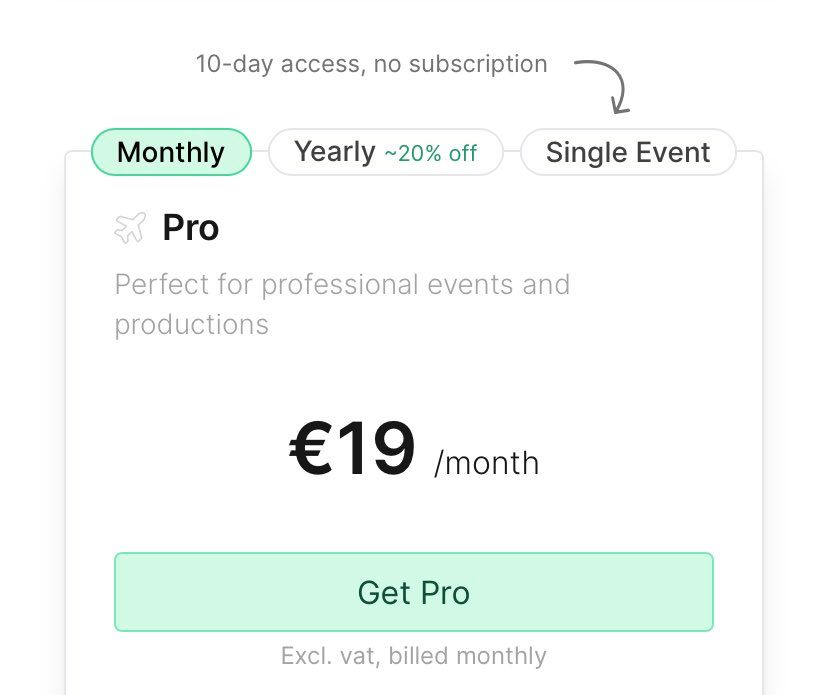 10-day access, no subscription
Monthly
Yearly ~20% off
Single Event
Pro
Perfect for professional events and
productions
€19 /month
Get Pro
Excl. vat, billed monthly